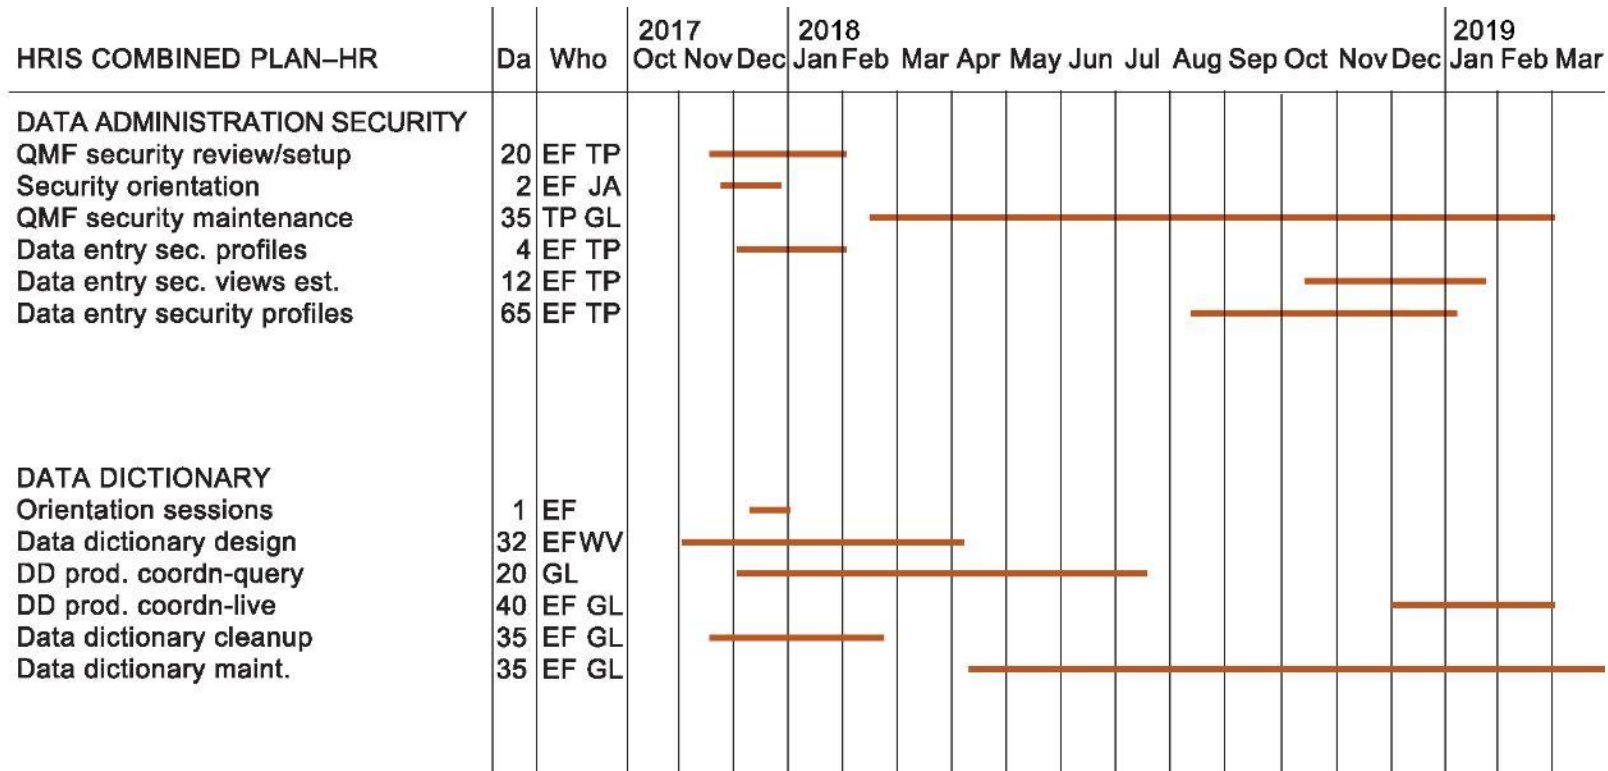 2017 2018 2019
HRIS COMBINED PLAN–HR Da Who Oct Nov Dec Jan Feb Mar Apr May Jun Jul Aug Sep Oct Nov Dec Jan Feb Mar
DATA ADMINISTRATION SECURITY
QMF security review/setup 20 EF TP
Security orientation 2 EF JA
QMF security maintenance 35 TP GL
Data entry sec. profiles 4 EF TP
Data entry sec. views est. 12 EF TP
Data entry security profiles 65 EF TP
DATA DICTIONARY
Orientation sessions 1 EF
Data dictionary design 32 EFWV
DD prod. coordn-query 20 GL
DD prod. coordn-live 40 EF GL
Data dictionary cleanup 35 EF GL
Data dictionary maint. 35 EF GL